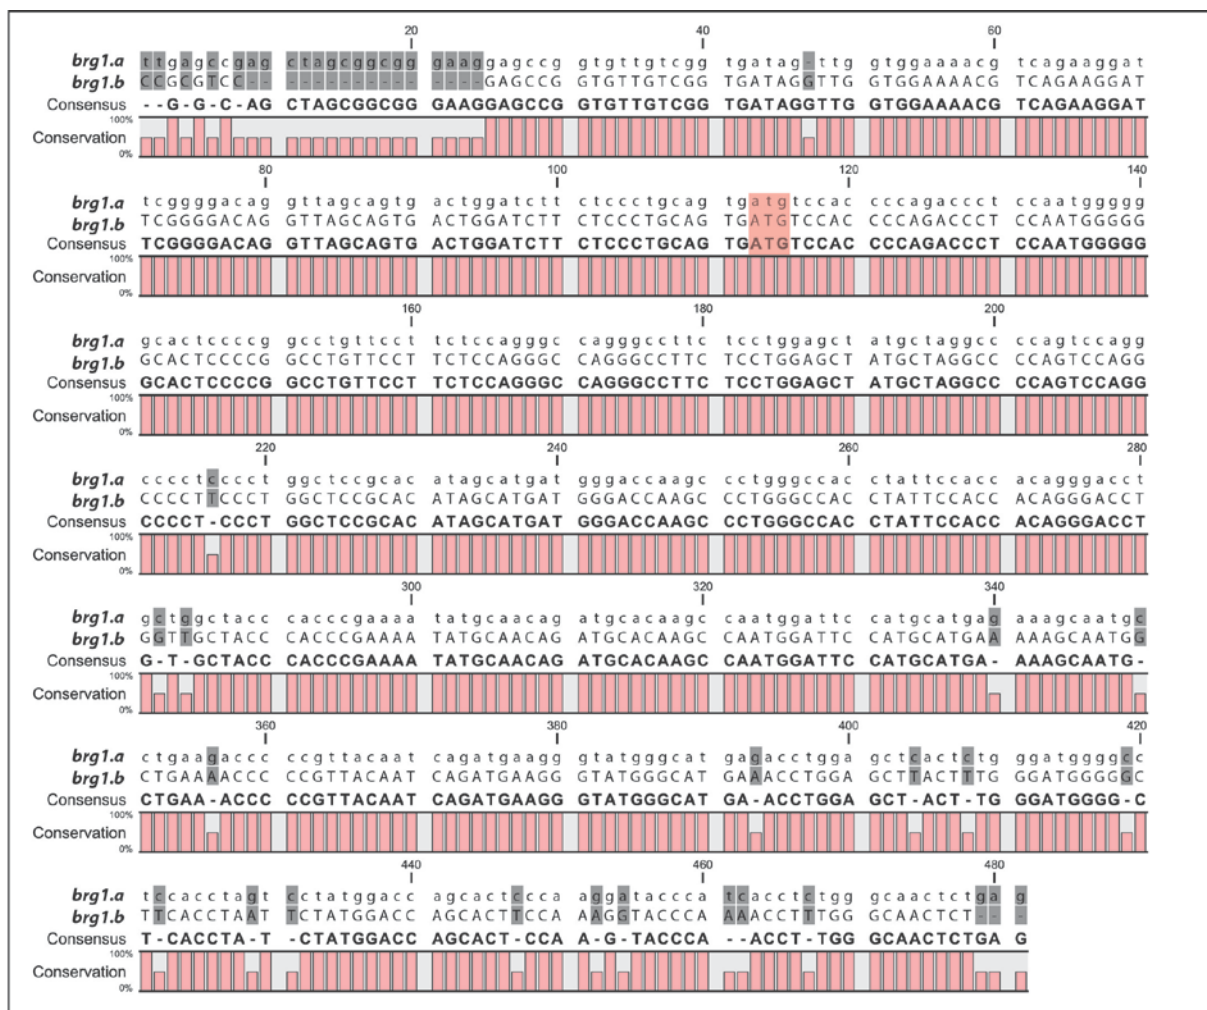 20 40 60
brg1.a ttgagccgag ctagcggcgg gaaggagccg gtgttgtcgg tgatag-ttg gtggaaaacg tcagaaggat
brg1.b CCGCGTCC-- ---------- ----GAGCCG GTGTTGTCGG TGATAGGTTG GTGGAAAACG TCAGAAGGAT
Consensus --G-G-C-AG CTAGCGGCGG GAAGGAGCCG GTGTTGTCGG TGATAGGTTG GTGGAAAACG TCAGAAGGAT
100%
Conservation
0%
80 100 120 140
brg1.a tcggggacag gttagcagtg actggatctt ctccctgcag tgatgtccac cccagaccct ccaatggggg
brg1.b TCGGGGACAG GTTAGCAGTG ACTGGATCTT CTCCCTGCAG TGATGTCCAC CCCAGACCCT CCAATGGGGG
Consensus TCGGGGACAG GTTAGCAGTG ACTGGATCTT CTCCCTGCAG TGATGTCCAC CCCAGACCCT CCAATGGGGG
100%
Conservation
0%
160 180 200
brg1.a gcactccccg gcctgttcct tctccagggc cagggccttc tcctggagct atgctaggcc ccagtccagg
brg1.b GCACTCCCCG GCCTGTTCCT TCTCCAGGGC CAGGGCCTTC TCCTGGAGCT ATGCTAGGCC CCAGTCCAGG
Consensus GCACTCCCCG GCCTGTTCCT TCTCCAGGGC CAGGGCCTTC TCCTGGAGCT ATGCTAGGCC CCAGTCCAGG
100%
Conservation
0%
220 240 260 280
brg1.a cccctcccct ggctccgcac atagcatgat gggaccaagc cctgggccac ctattccacc acagggacct
brg1.b CCCCTTCCCT GGCTCCGCAC ATAGCATGAT GGGACCAAGC CCTGGGCCAC CTATTCCACC ACAGGGACCT
Consensus CCCCT-CCCT GGCTCCGCAC ATAGCATGAT GGGACCAAGC CCTGGGCCAC CTATTCCACC ACAGGGACCT
100%
Conservation
0%
300 320 340
brg1.a gctggctacc cacccgaaaa tatgcaacag atgcacaagc caatggattc catgcatgag aaagcaatgc
brg1.b GGTTGCTACC CACCCGAAAA TATGCAACAG ATGCACAAGC CAATGGATTC CATGCATGAA AAAGCAATGG
Consensus G-T-GCTACC CACCCGAAAA TATGCAACAG ATGCACAAGC CAATGGATTC CATGCATGA- AAAGCAATG-
100%
Conservation
0%
360 380 400 420
brg1.a ctgaagaccc ccgttacaat cagatgaagg gtatgggcat gagacctgga gctcactctg ggatggggcc
brg1.b CTGAAAACCC CCGTTACAAT CAGATGAAGG GTATGGGCAT GAAACCTGGA GCTTACTTTG GGATGGGGGC
Consensus CTGAA-ACCC CCGTTACAAT CAGATGAAGG GTATGGGCAT GA-ACCTGGA GCT-ACT-TG GGATGGGG-C
100%
Conservation
0%
440 460 480
brg1.a tccacctagt cctatggacc agcactccca aggataccca tcacctctgg gcaactctga g
brg1.b TTCACCTAAT TCTATGGACC AGCACTTCCA AAGGTACCCA AAACCTTTGG GCAACTCT-- -
Consensus T-CACCTA-T -CTATGGACC AGCACT-CCA A-G-TACCCA --ACCT-TGG GCAACTCTGA G
100%
Conservation
0%